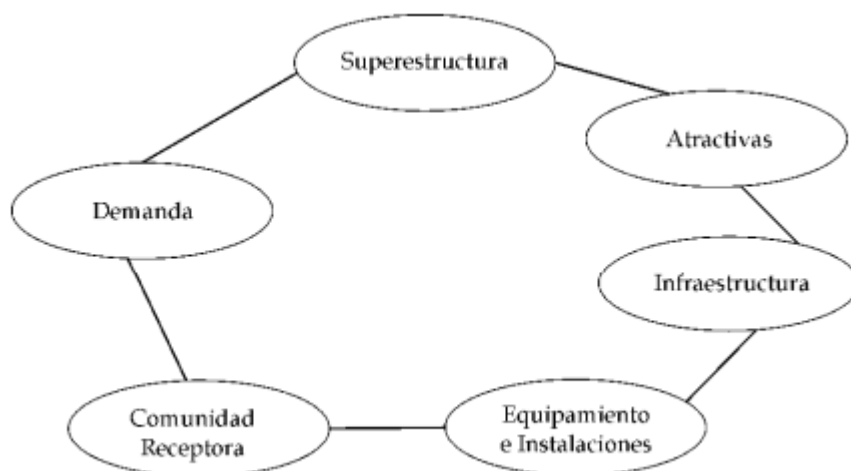 Superestructura
Atractivas
Demanda
Infraestructura
Comunidad
Receptora
Equipamiento
e Instalaciones